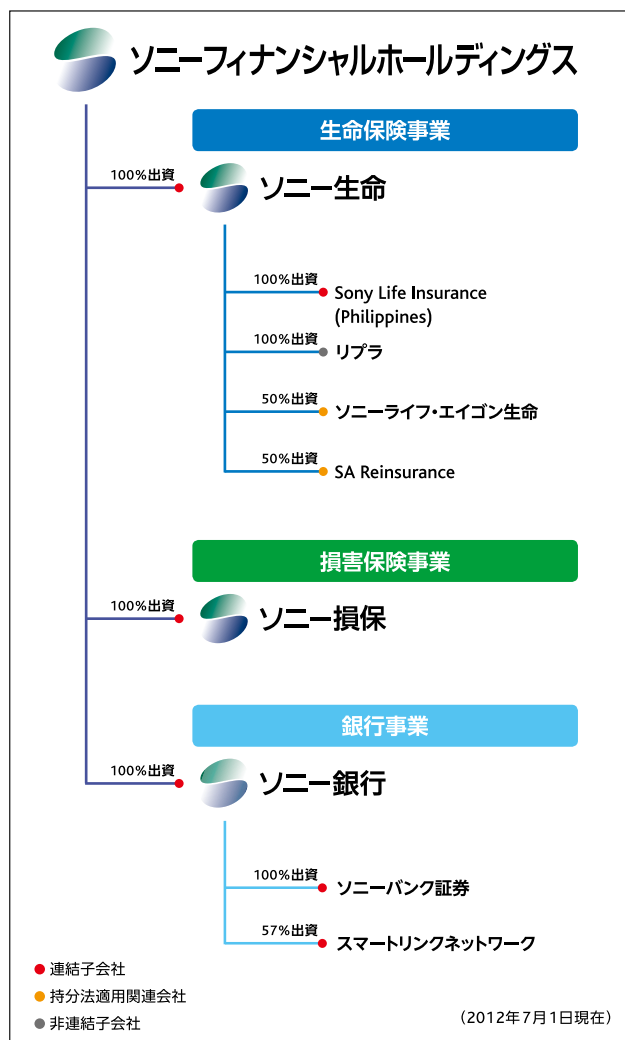 ソニーフィナンシャルホールディングス
生命保険事業
100%出資
ソニー生命
100%出資
Sony Life Insurance
(Philippines)
100%出資
リプラ
50%出資
ソニーライフ・エイゴン生命
50%出資
SA Reinsurance
損害保険事業
100%出資
ソニー損保
銀行事業
100%出資
ソニー銀行
100%出資
ソニーバンク証券
57%出資
スマートリンクネットワーク
連結子会社
持分法適用関連会社
非連結子会社
（2012年7月1日現在）